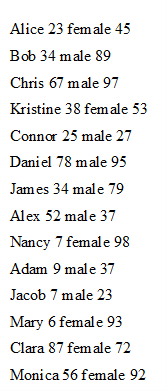 Alice 23 female 45
Bob 34 male 89
Chris 67 male 97
Kristine 38 female 53
Connor 25 male 27
Daniel 78 male 95
James 34 male 79
Alex 52 male 37
Nancy 7 female 98
Adam 9 male 37
Jacob 7 male 23
Mary 6 female 93
Clara 87 female 72
Monica 56 female 92